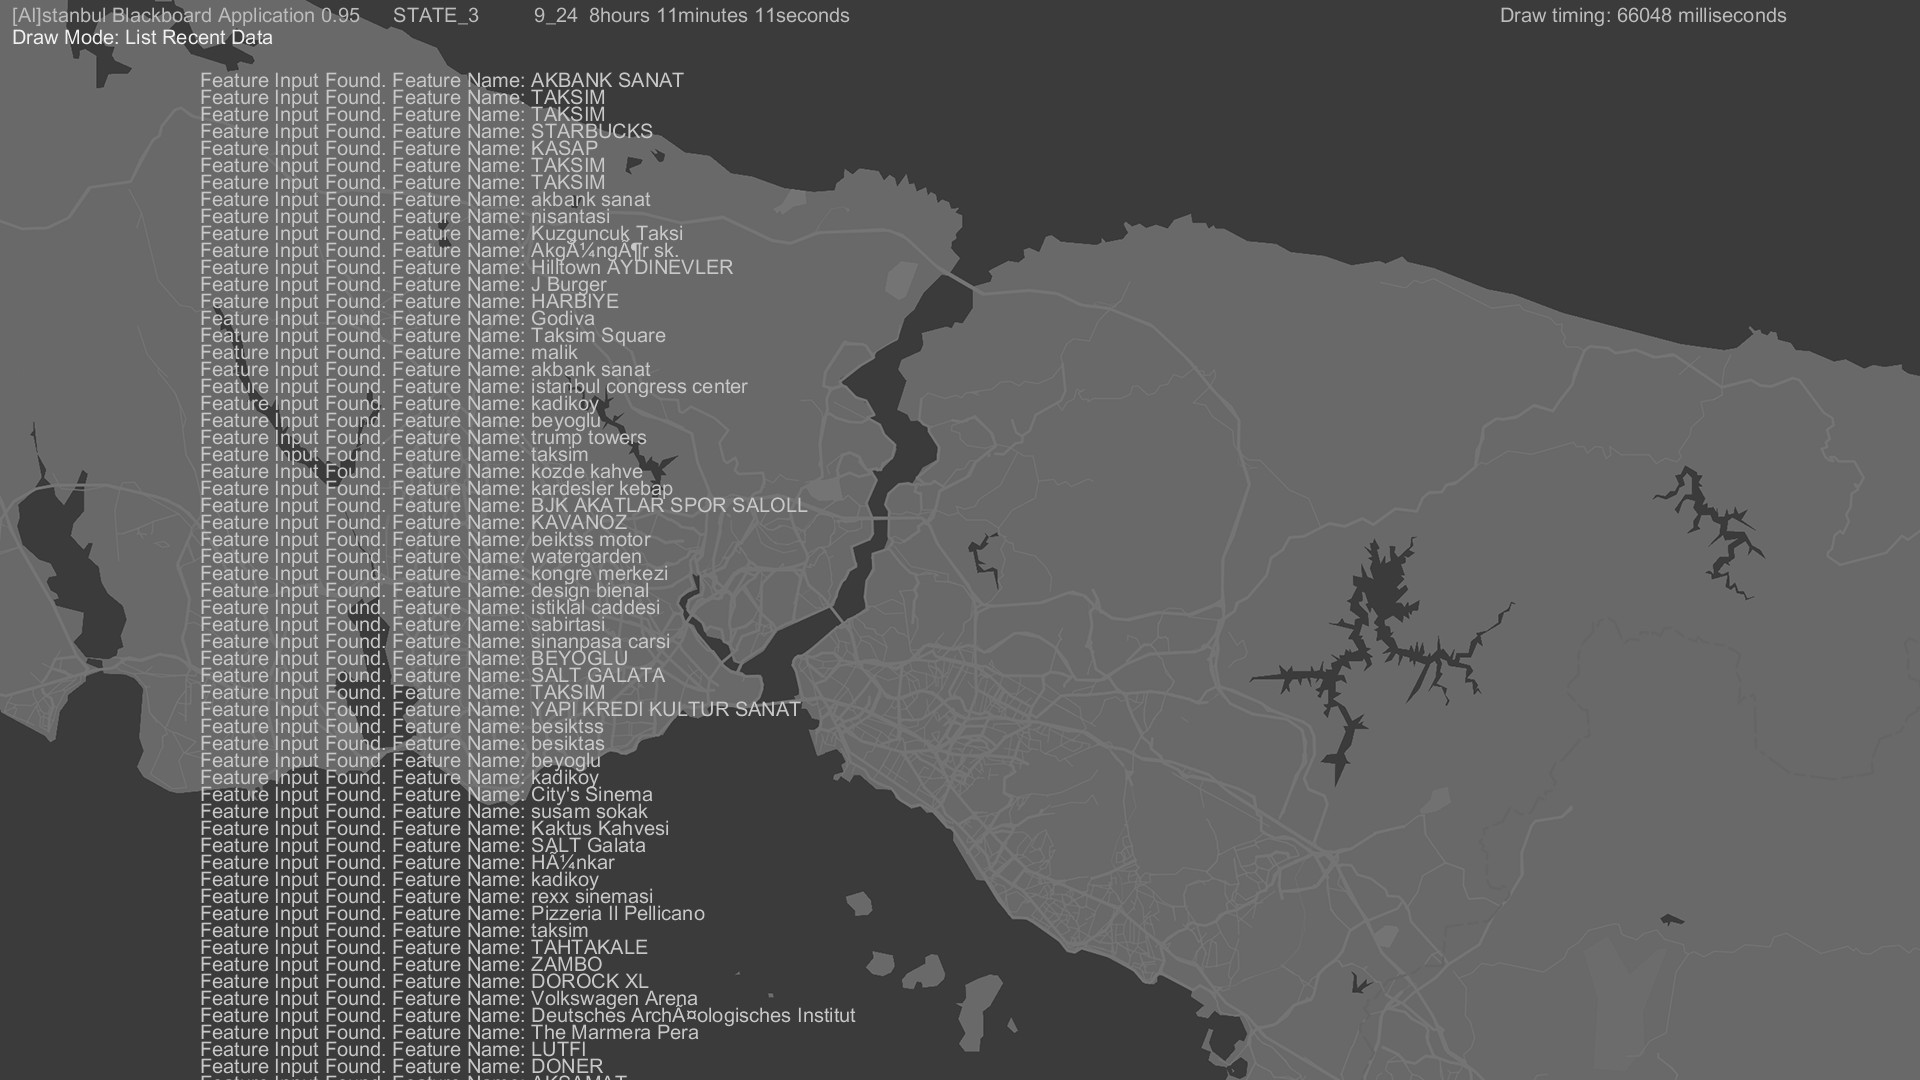 [AI]stanbul Blackboard Application 0.95 STATE_3 9_24 8hours 11minutes 11seconds Draw timing: 66048 milliseconds
Draw Mode: List Recent Data
Feature Input Found. Feature Name: AKBANK SANAT
Feature Input Found. Feature Name: TAKSIM
Feature Input Found. Feature Name: TAKSIM
Feature Input Found. Feature Name: STARBUCKS
Feature Input Found. Feature Name: KASAP
Feature Input Found. Feature Name: TAKSIM
Feature Input Found. Feature Name: TAKSIM
Feature Input Found. Feature Name: akbank sanat
Feature Input Found. Feature Name: nisantasi
Feature Input Found. Feature Name: Kuzguncuk Taksi
Feature Input Found. Feature Name: AkgÃ¼ngÃ¶r sk.
Feature Input Found. Feature Name: Hilltown AYDINEVLER
Feature Input Found. Feature Name: J Burger
Feature Input Found. Feature Name: HARBIYE
Feature Input Found. Feature Name: Godiva
Feature Input Found. Feature Name: Taksim Square
Feature Input Found. Feature Name: malik
Feature Input Found. Feature Name: akbank sanat
Feature Input Found. Feature Name: istanbul congress center
Feature Input Found. Feature Name: kadikoy
Feature Input Found. Feature Name: beyoglu
Feature Input Found. Feature Name: trump towers
Feature Input Found. Feature Name: taksim
Feature Input Found. Feature Name: kozde kahve
Feature Input Found. Feature Name: kardesler kebap
Feature Input Found. Feature Name: BJK AKATLAR SPOR SALOLL
Feature Input Found. Feature Name: KAVANOZ
Feature Input Found. Feature Name: beiktss motor
Feature Input Found. Feature Name: watergarden
Feature Input Found. Feature Name: kongre merkezi
Feature Input Found. Feature Name: design bienal
Feature Input Found. Feature Name: istiklal caddesi
Feature Input Found. Feature Name: sabirtasi
Feature Input Found. Feature Name: sinanpasa carsi
Feature Input Found. Feature Name: BEYOGLU
Feature Input Found. Feature Name: SALT GALATA
Feature Input Found. Feature Name: TAKSIM
Feature Input Found. Feature Name: YAPI KREDI KULTUR SANAT
Feature Input Found. Feature Name: besiktss
Feature Input Found. Feature Name: besiktas
Feature Input Found. Feature Name: beyoglu
Feature Input Found. Feature Name: kadikoy
Feature Input Found. Feature Name: City's Sinema
Feature Input Found. Feature Name: susam sokak
Feature Input Found. Feature Name: Kaktus Kahvesi
Feature Input Found. Feature Name: SALT Galata
Feature Input Found. Feature Name: HÃ¼nkar
Feature Input Found. Feature Name: kadikoy
Feature Input Found. Feature Name: rexx sinemasi
Feature Input Found. Feature Name: Pizzeria Il Pellicano
Feature Input Found. Feature Name: taksim
Feature Input Found. Feature Name: TAHTAKALE
Feature Input Found. Feature Name: ZAMBO
Feature Input Found. Feature Name: DOROCK XL
Feature Input Found. Feature Name: Volkswagen Arena
Feature Input Found. Feature Name: Deutsches ArchÃ¤ologisches Institut
Feature Input Found. Feature Name: The Marmera Pera
Feature Input Found. Feature Name: LUTFI
Feature Input Found. Feature Name: DONER